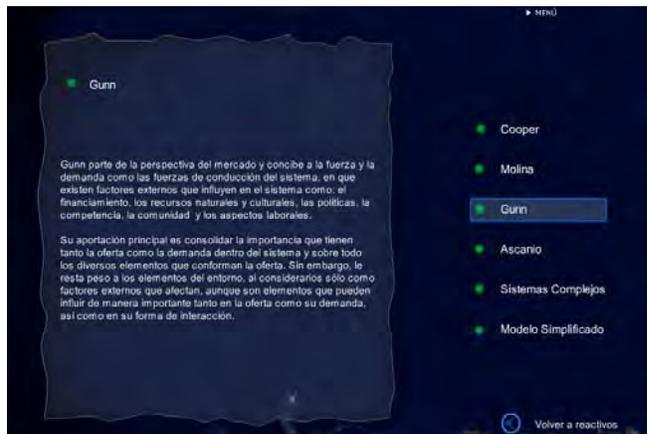 MENÚ
Gunn
Gunn parte de la perspectiva del mercado y concibe a la fuerza y la
demanda como las fuerzas de conducción del sistema, en que
existen factores externos que influyen en el sistema como: el
financiamiento, los recursos naturales y culturales, las políticas, la
competencia, la comunidad y los aspectos laborales.
Su aportación principal es consolidar la importancia que tienen
tanto la oferta como la demanda dentro del sistema y sobre todo
los diversos elementos que conforman la oferta. Sin embargo, le
resta peso a los elementos del entorno, al considerarlos sólo como
factores externos que afectan, aunque son elementos que pueden
influir de manera importante tanto en la oferta como su demanda,
así como en su forma de interacción.
Cooper
Molina
Gunn
Ascanio
Sistemas Complejos
Modelo Simplificado
Volver a reactivos